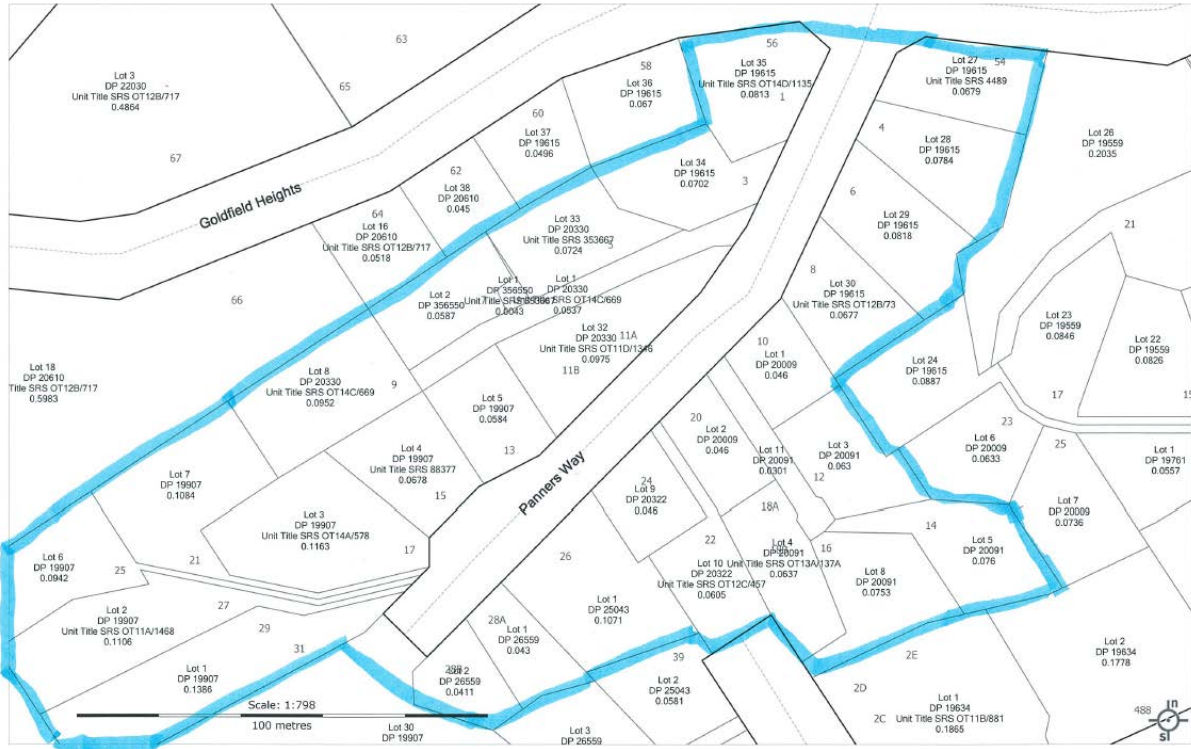 63
Lot 3
DP 22030
Unit Title SRS OT12B/717
0.4864
65
67
Goldfield Heights
58
Lot 36
DP 19615
0.067
56
Lot 35
DP 19615
Unit Title SRS OT14D/1135
0.0813
1
Lot 27
54
DP 19615
Unit Title SRS 4489
0.0679
60
Lot 37
DP 19615
0.0496
4
Lot 28
DP 19615
0.0784
Lot 26
DP 19559
0.2035
62
Lot 38
DP 20610
0.045
Lot 34
DP 19615
0.0702
3
6
Lot 29
DP 19615
0.0818
21
64
Lot 16
DP 20610
Unit Title SRS OT12B/717
0.0518
Lot 33
DP 20330
Unit Title SRS 353667
0.0724
5
66
Lot 2
DP 356550
0.0587
Lot 1
DP 356550
0.0043
Lot 1
DP 20330
Unit Title SRS OT14C/669
0.0537
8
Lot 30
DP 19615
Unit Title SRS OT12B/73
0.0677
Lot 23
DP 19559
0.0846
Lot 22
DP 19559
0.0826
Lot 32
DP 20330
11A
Unit Title SRS OT11D/1346
0.0975
11B
10
Lot 1
DP 20009
0.046
Lot 24
DP 19615
0.0887
17
15
Lot 18
DP 20610
Title SRS OT12B/717
0.5983
Lot 8
DP 20330
Unit Title SRS OT14C/669
0.0952
9
Lot 5
DP 19907
0.0584
13
20
Lot 2
DP 20009
0.046
Lot 11
DP 20091
0.0301
Lot 3
DP 20091
0.063
12
23
Lot 6
DP 20009
0.0633
25
Lot 1
DP 19761
0.0557
Lot 4
DP 19907
Unit Title SRS 88377
0.0678
15
Panners Way
24
Lot 9
DP 20322
0.046
18A
Lot 7
DP 20009
0.0736
Lot 7
DP 19907
0.1084
Lot 3
DP 19907
Unit Title SRS OT14A/578
0.1163
17
21
22
Lot 4
DP 20091
Unit Title SRS OT13A/137A
0.0637
16
14
Lot 5
DP 20091
0.076
Lot 6
DP 19907
0.0942
25
26
Lot 10
DP 20322
Unit Title SRS OT12C/457
0.0605
Lot 8
DP 20091
0.0753
Lot 2
DP 19907
Unit Title SRS OT11A/1468
0.1106
27
29
31
Lot 1
DP 25043
0.1071
28A
Lot 1
DP 26559
0.043
Lot 1
DP 19907
0.1386
28B
Lot 2
DP 26559
0.0411
39
Lot 2
DP 25043
0.0581
2E
Lot 2
DP 19634
0.1778
2D
Lot 1
DP 19634
2C
Unit Title SRS OT11B/881
0.1865
48B
Scale: 1:798
100 metres
Lot 30
DP 19907
Lot 3
DP 26559